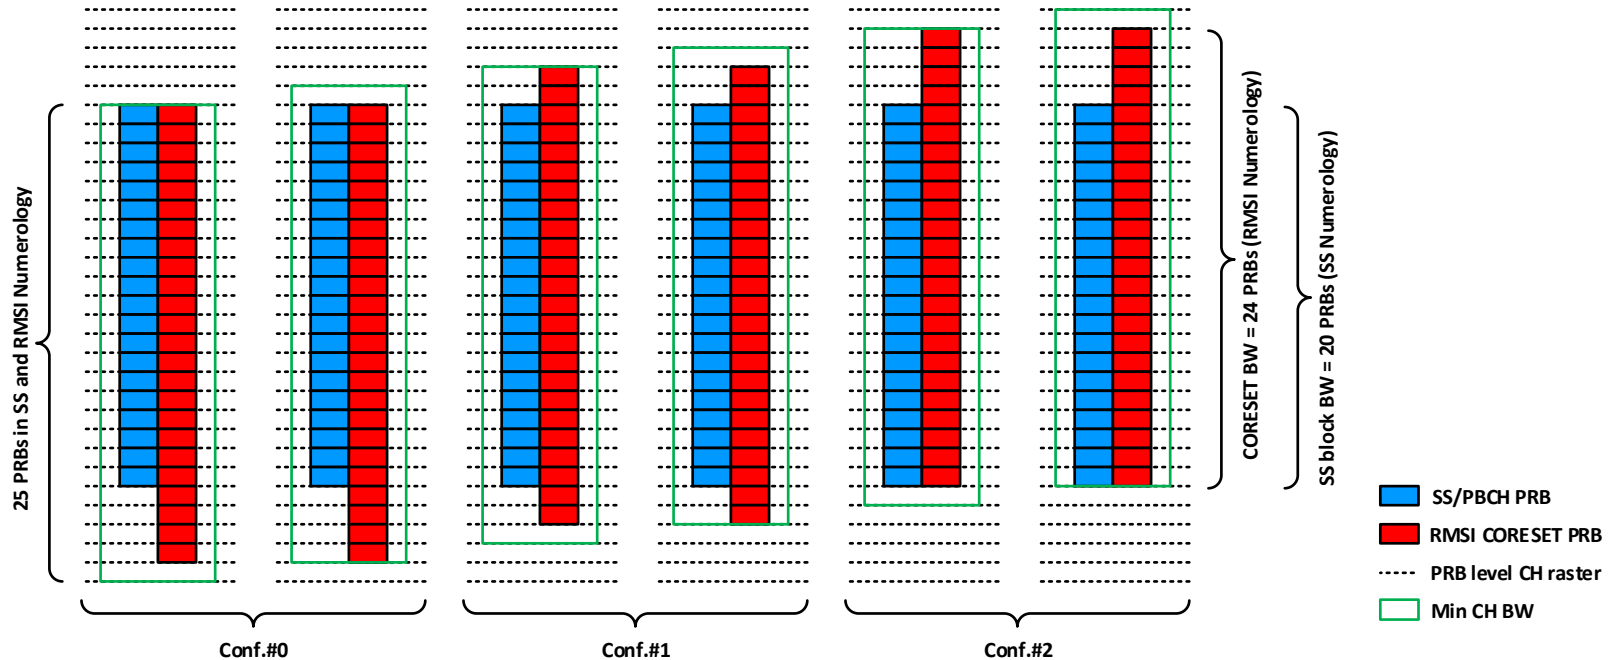 25 PRBs in SS and RMSI Numerology
CORESET BW = 24 PRBs (RMSI Numerology)
SS block BW = 20 PRBs (SS Numerology)
SS/PBCH PRB
RMSI CORESET PRB
PRB level CH raster
Min CH BW
Conf.#0
Conf.#1
Conf.#2